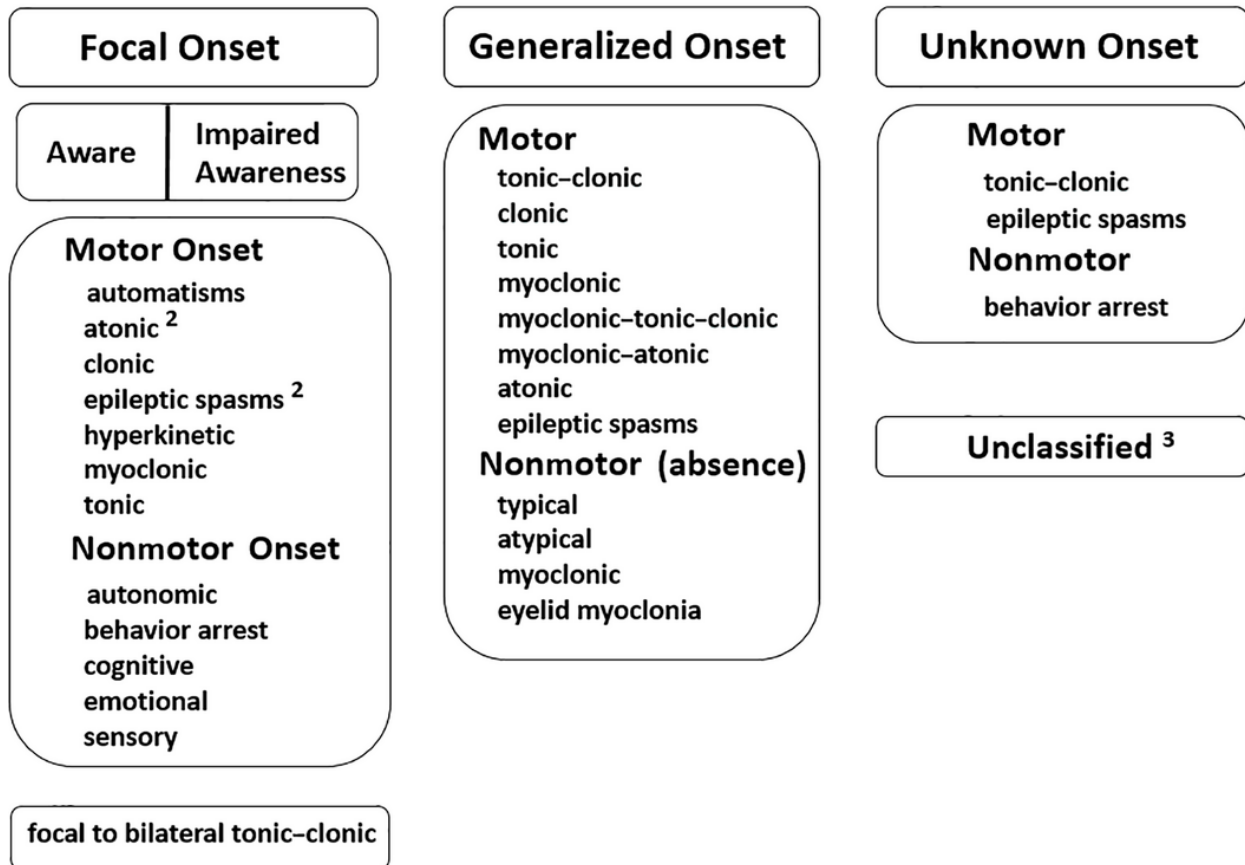 Focal Onset
Aware
Impaired
Awareness
Motor Onset
automatisms
atonic ²
clonic
epileptic spasms ²
hyperkinetic
myoclonic
tonic
Nonmotor Onset
autonomic
behavior arrest
cognitive
emotional
sensory
focal to bilateral tonic–clonic
Generalized Onset
Motor
tonic–clonic
clonic
tonic
myoclonic
myoclonic–tonic–clonic
myoclonic–atonic
atonic
epileptic spasms
Nonmotor (absence)
typical
atypical
myoclonic
eyelid myoclonia
Unknown Onset
Motor
tonic–clonic
epileptic spasms
Nonmotor
behavior arrest
Unclassified ³